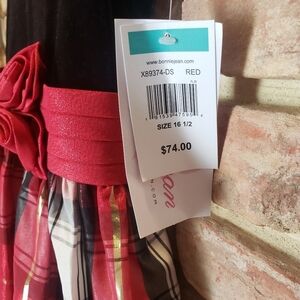 www.bonniejean.com
X89374-DS RED
SIZE 16 1/2
$74.00